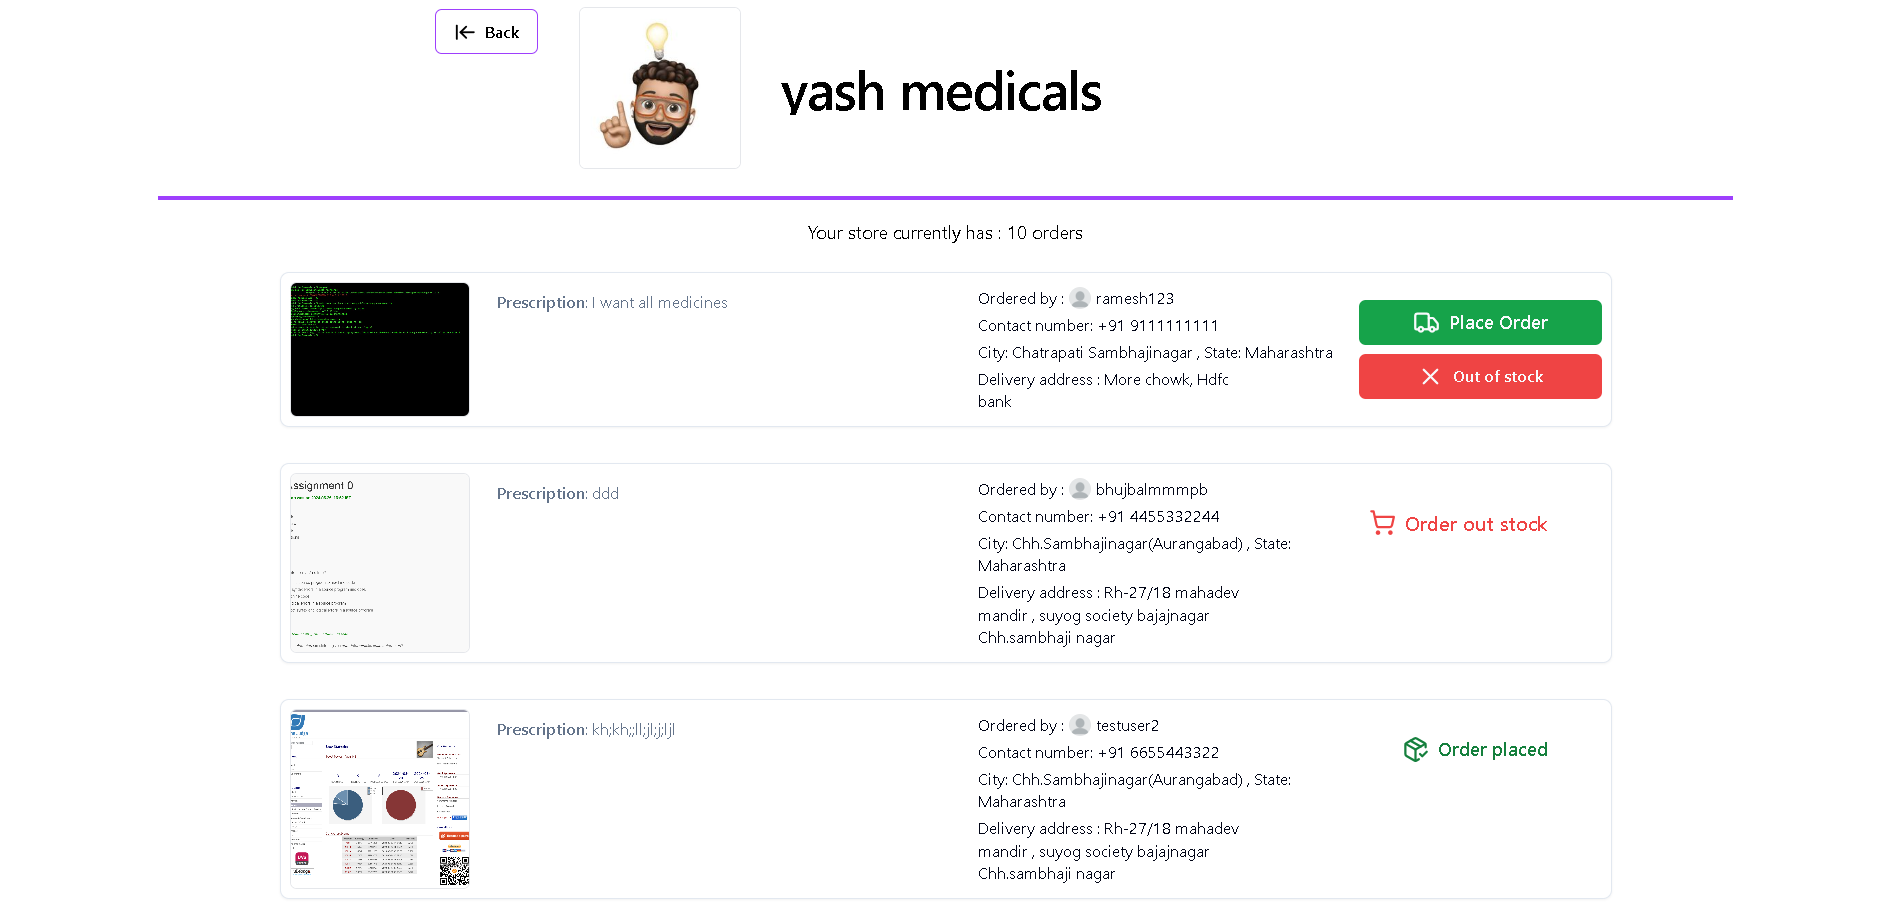 Back
yash medicals
Your store currently has : 10 orders
Prescription: I want all medicines
Ordered by : ramesh123
Contact number: +91 9111111111
City: Chatrapati Sambhajinagar , State: Maharashtra
Delivery address : More chowk, Hdfc
bank
Place Order
Out of stock
ssignment 0
Prescription: ddd
Ordered by : bhujbalmmmpb
Contact number: +91 4455332244
City: Chh.Sambhajinagar(Aurangabad) , State:
Maharashtra
Delivery address : Rh-27/18 mahadev
mandir , suyog society bajajnagar
Chh.sambhaji nagar
Order out stock
Prescription: kh;kh;;ll;jl;j;ljl
Ordered by : testuser2
Contact number: +91 6655443322
City: Chh.Sambhajinagar(Aurangabad) , State:
Maharashtra
Delivery address : Rh-27/18 mahadev
mandir , suyog society bajajnagar
Chh.sambhaji nagar
Order placed